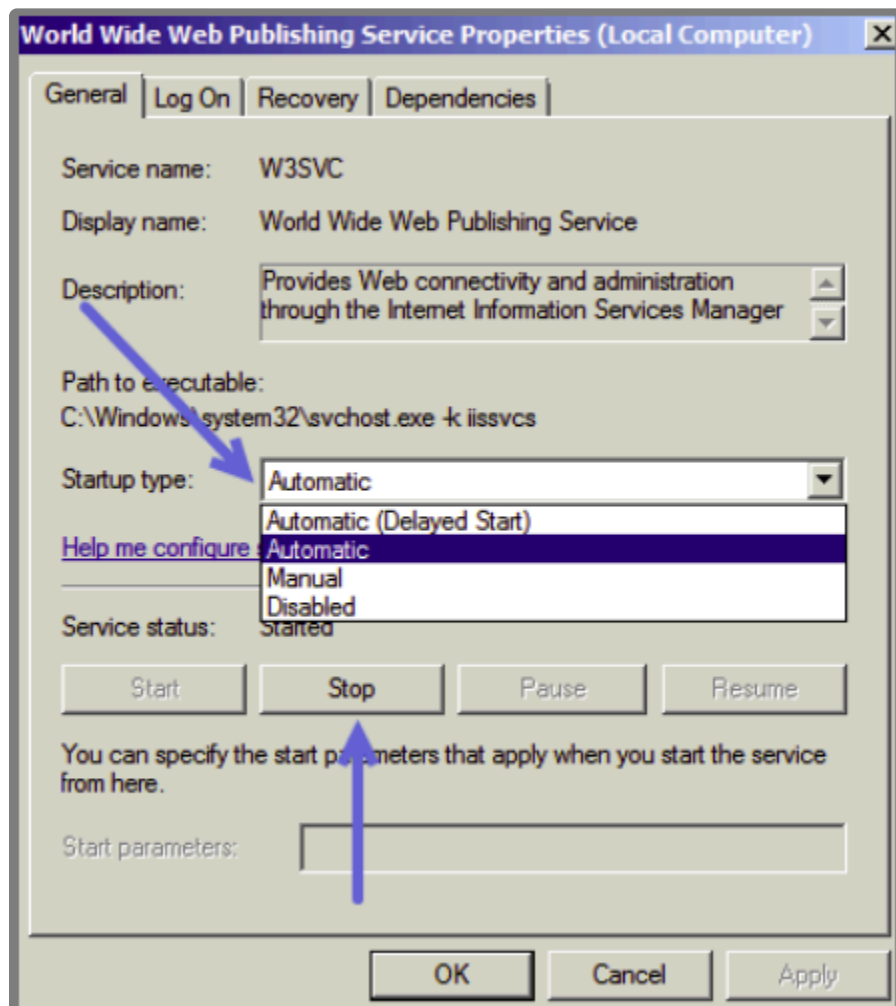 World Wide Web Publishing Service Properties (Local Computer)
General Log On Recovery Dependencies
Service name: W3SVC
Display name: World Wide Web Publishing Service
Description: Provides Web connectivity and administration
through the Internet Information Services Manager
Path to executable:
C:\Windows\system32\svchost.exe -k iissvcs
Startup type: Automatic
Automatic (Delayed Start)
Help me configure s Automatic
Manual
Disabled
Service status: Started
Start Stop Pause Resume
You can specify the start parameters that apply when you start the service
from here.
Start parameters:
OK Cancel Apply